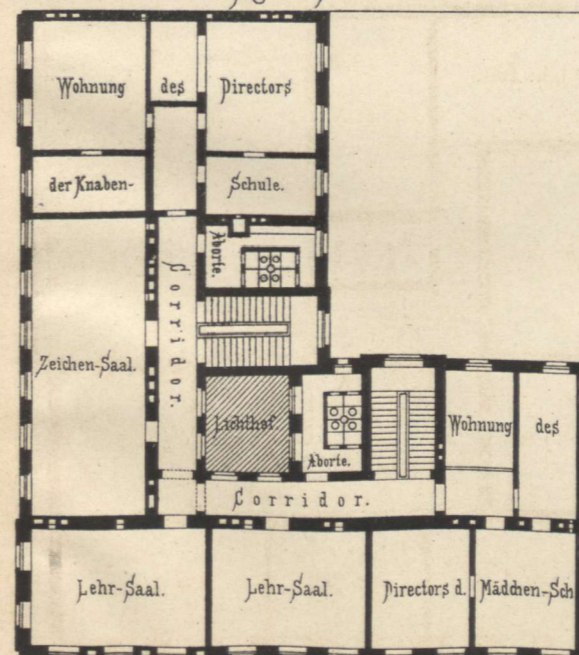 Wohnung des Directors
der Knaben- Schule.
Aborte.
Corridor.
Zeichen-Saal.
Lichthof.
Aborte.
Wohnung des
Corridor.
Lehr-Saal. Lehr-Saal. Directors d. Mädchen-Sch